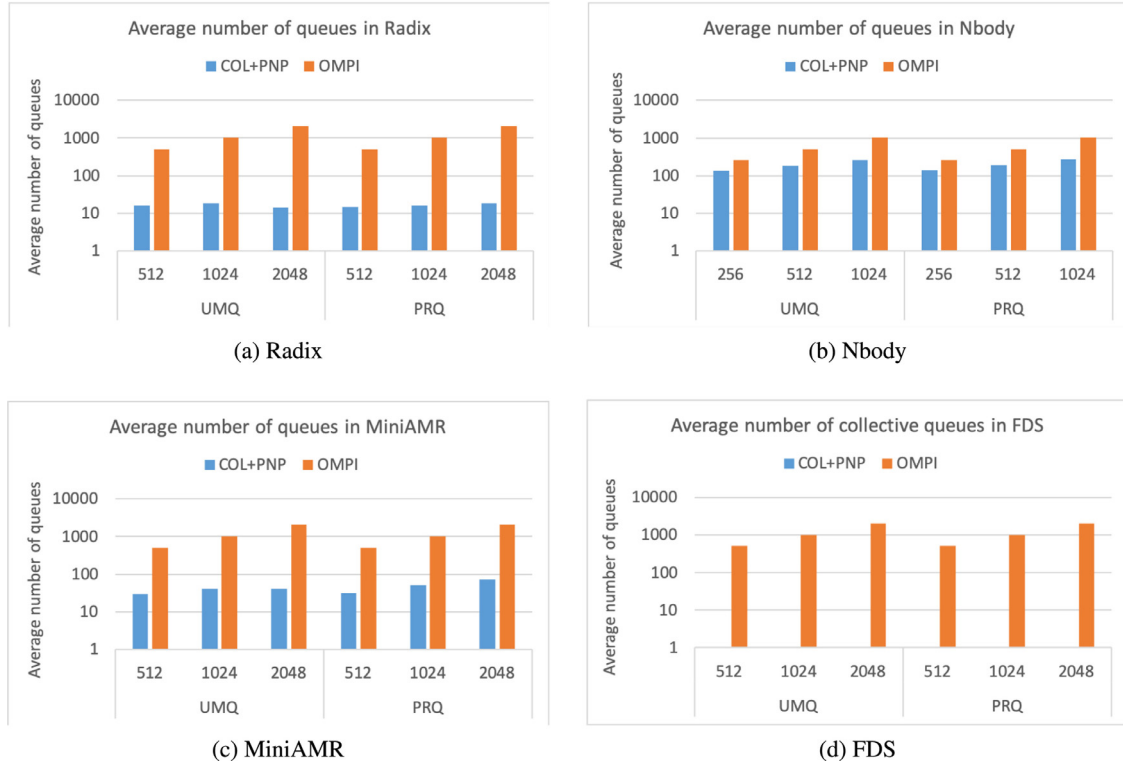 Average number of queues in Radix
COL+PNP OMPI
Average number of queues
10000
1000
100
10
1
512 1024 2048 512 1024 2048
UMQ PRQ
(a) Radix
Average number of queues in Nbody
COL+PNP OMPI
Average number of queues
10000
1000
100
10
1
256 512 1024 256 512 1024
UMQ PRQ
(b) Nbody
Average number of queues in MiniAMR
COL+PNP OMPI
Average number of queues
10000
1000
100
10
1
512 1024 2048 512 1024 2048
UMQ PRQ
(c) MiniAMR
Average number of collective queues in FDS
COL+PNP OMPI
Average number of queues
10000
1000
100
10
1
512 1024 2048 512 1024 2048
UMQ PRQ
(d) FDS